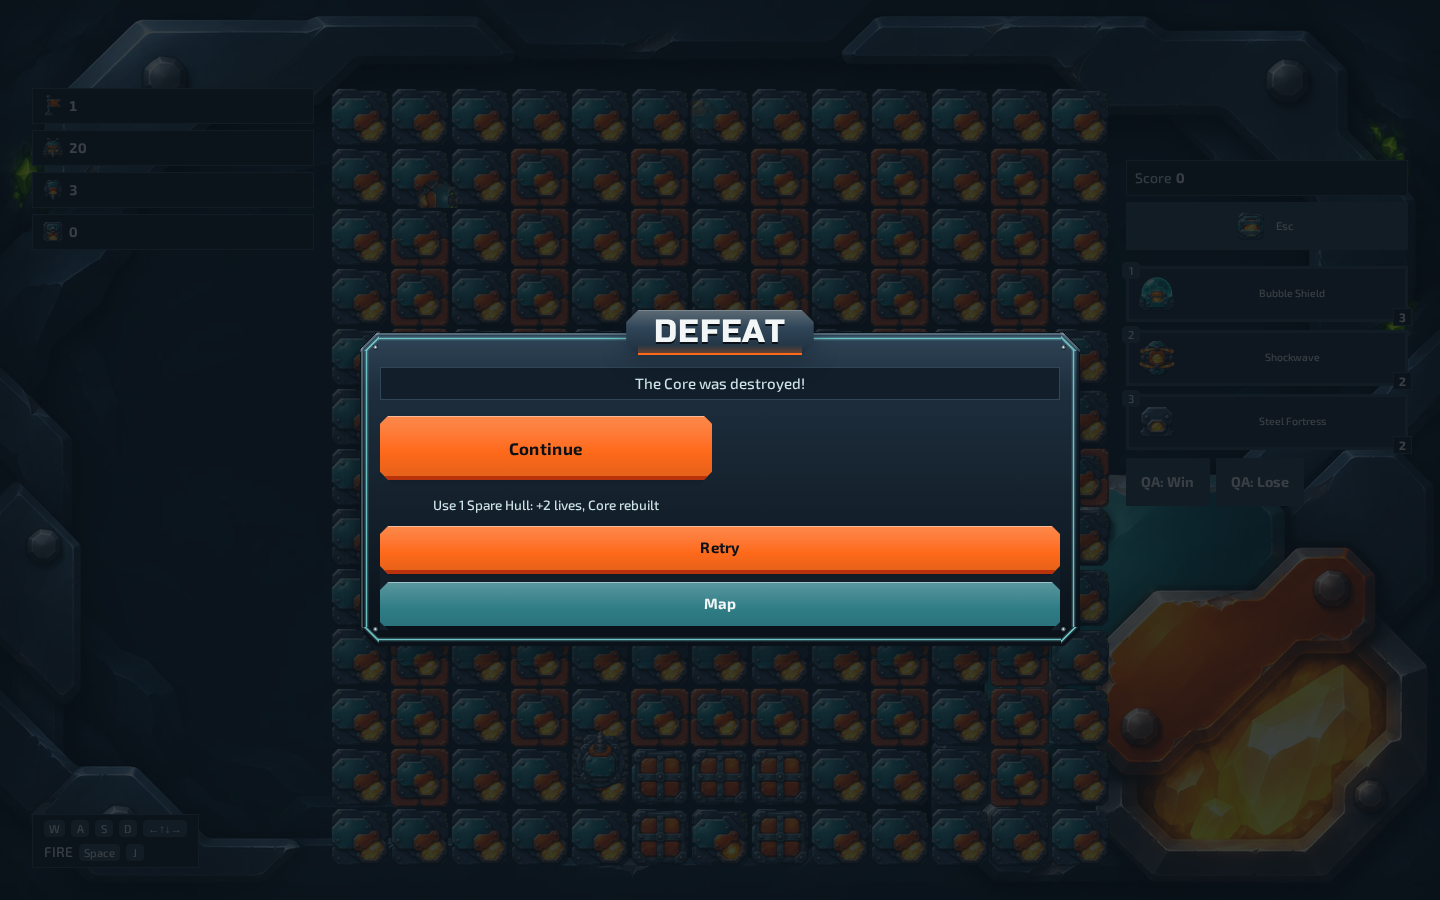 1
20
3
0
Score 0
Esc
1
Bubble Shield
3
2
Shockwave
2
3
Steel Fortress
2
QA: Win QA: Lose
DEFEAT
The Core was destroyed!
Continue
Use 1 Spare Hull: +2 lives, Core rebuilt
Retry
Map
W A S D ←↑↓→
FIRE Space J